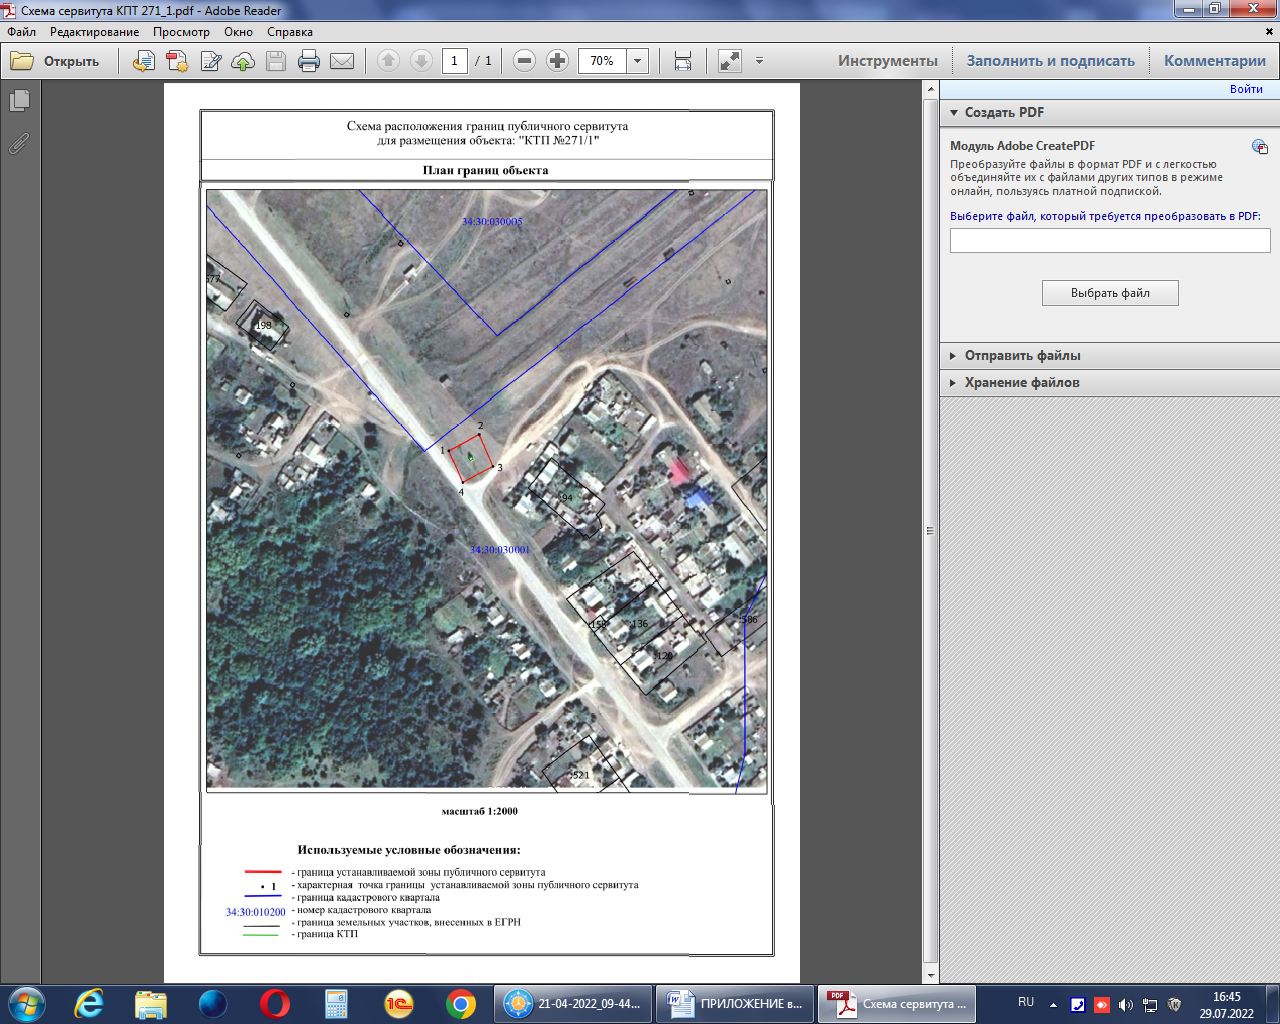 Схема сервитута КПТ 271_1.pdf - Adobe Reader
Файл Редактирование Просмотр Окно Справка
Открыть 1 / 1 70% Инструменты Заполнить и подписать Комментарии
Войти
Создать PDF
Модуль Adobe CreatePDF
Преобразуйте файлы в формат PDF и с легкостью
объединяйте их с файлами других типов в режиме
онлайн, пользуясь платной подпиской.
Выберите файл, который требуется преобразовать в PDF:
Выбрать файл
Отправить файлы
Хранение файлов
Схема расположения границ публичного сервитута
для размещения объекта: "КТП №271/1"
План границ объекта
34:30:030005
:198
2
1
3
4
:94
34:30:030001
:1
:136
:586
:120
:521
масштаб 1:2000
Используемые условные обозначения:
- граница устанавливаемой зоны публичного сервитута
• 1 - характерная точка границы устанавливаемой зоны публичного сервитута
- граница кадастрового квартала
34:30:010200 - номер кадастрового квартала
- граница земельных участков, внесенных в ЕГРН
- граница КТП
21-04-2022_09-44... ПРИЛОЖЕНИЕ в... Схема сервитута ... RU 16:45
29.07.2022